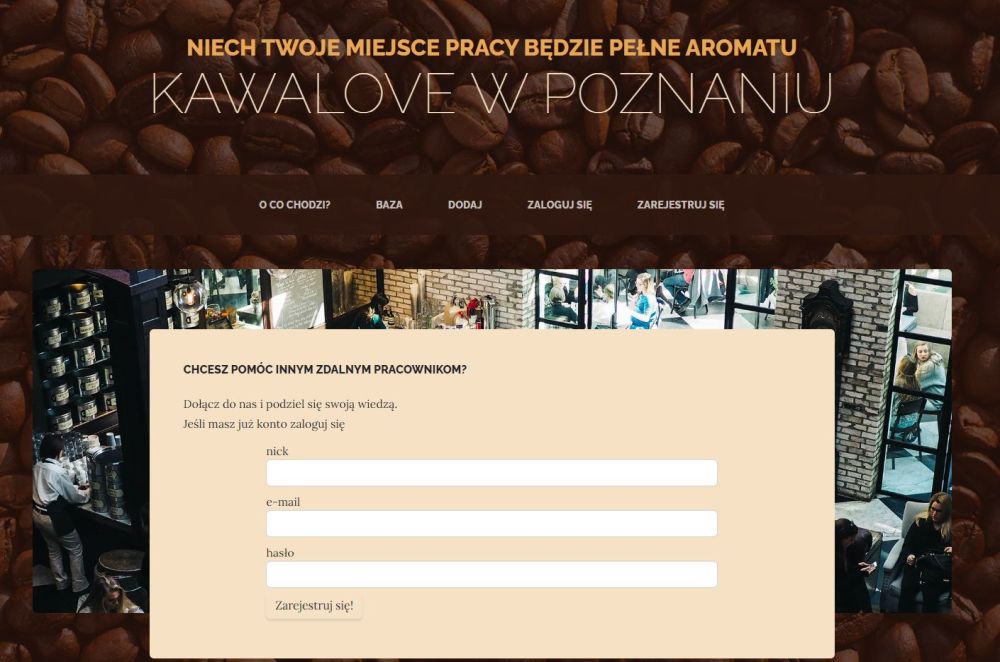 NIECH TWOJE MIEJSCE PRACY BĘDZIE PEŁNE AROMATU
KAWALOVE W POZNANIU
O CO CHODZI? BAZA DODAJ ZALOGUJ SIĘ ZAREJESTRUJ SIĘ
CHCESZ POMÓC INNYM ZDALNYM PRACOWNIKOM?
Dołącz do nas i podziel się swoją wiedzą.
Jeśli masz już konto zaloguj się
nick
e-mail
hasło
Zarejestruj się!